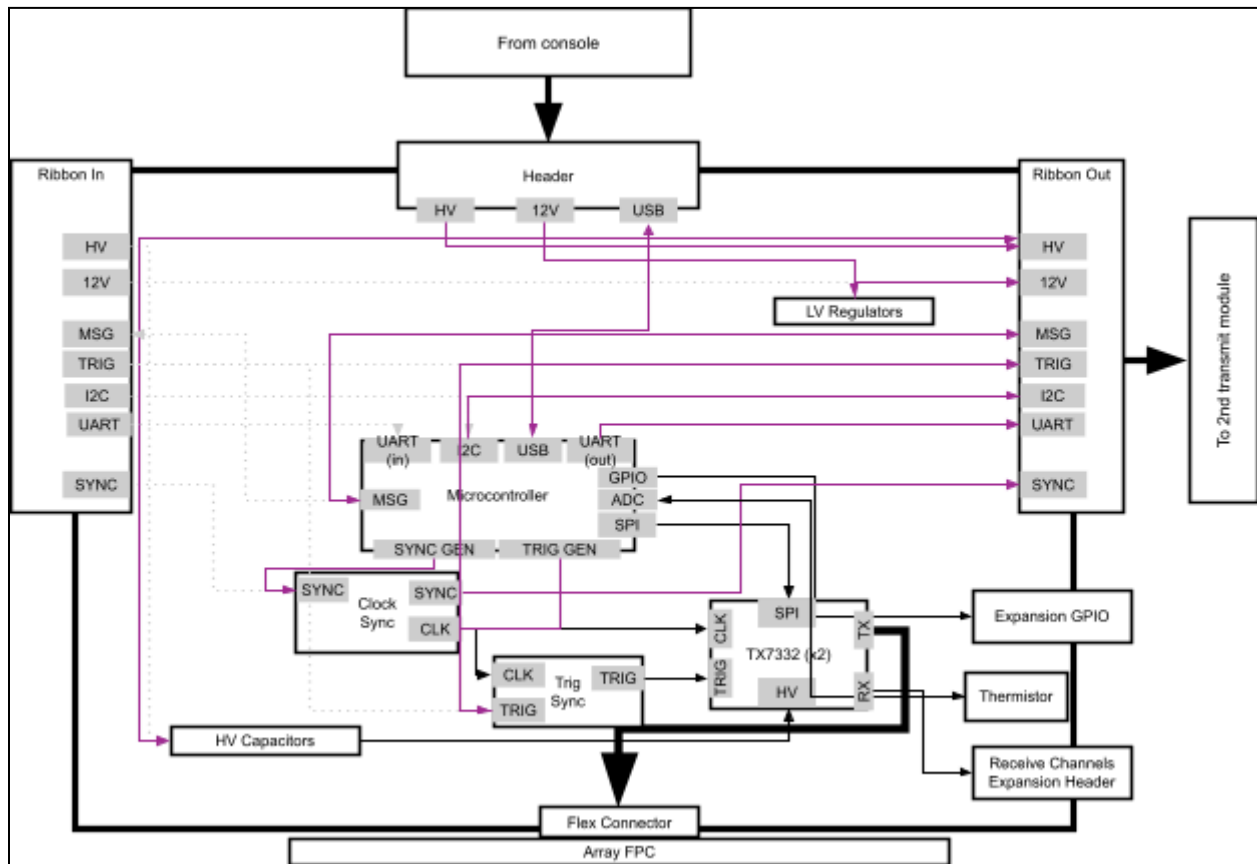 From console
Ribbon In
Header
Ribbon Out
HV
12V
USB
HV
12V
MSG
TRIG
I2C
UART
SYNC
HV
12V
MSG
TRIG
I2C
UART
SYNC
To 2nd transmit module
LV Regulators
UART
(in)
I2C
USB
UART
(out)
GPIO
MSG
Microcontroller
ADC
SPI
SYNC GEN
TRIG GEN
SYNC
SYNC
Clock
Sync
CLK
CLK
TRIG
Trig
Sync
TRIG
SPI
CLK
TX
TX7332 (x2)
TRIG
HV
RX
Expansion GPIO
Thermistor
Receive Channels
Expansion Header
HV Capacitors
Flex Connector
Array FPC